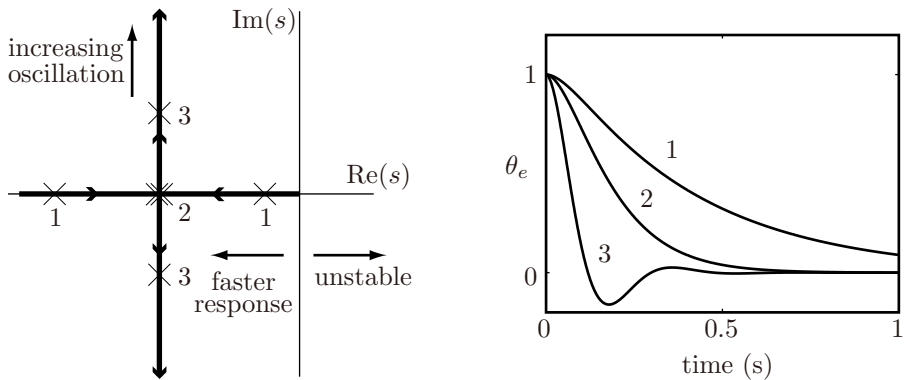 Im(s)
increasing
oscillation
3
Re(s)
1
2
1
3
faster
response
unstable
1
θe
0
1
2
3
0
0.5
1
time (s)